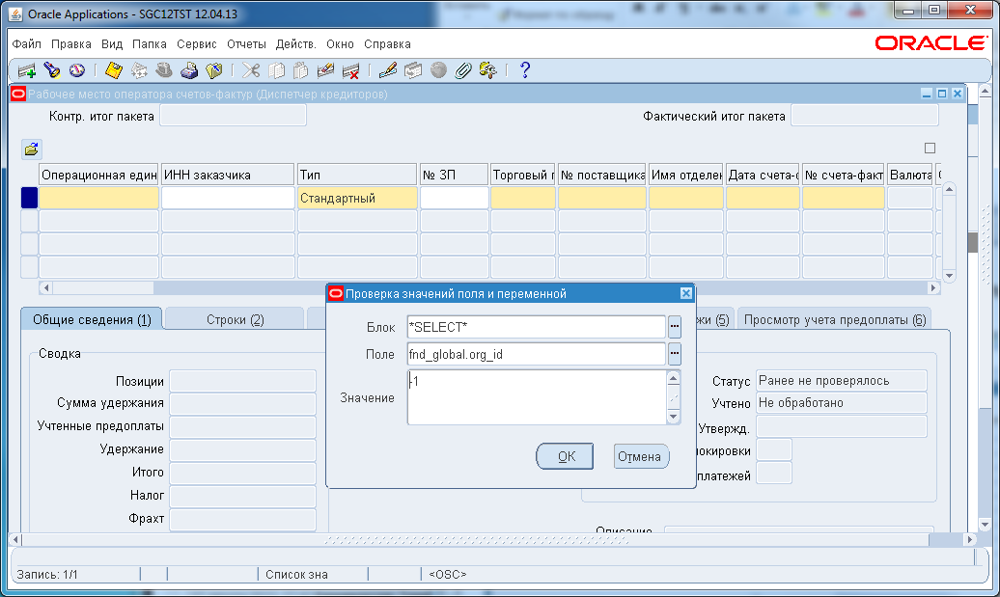 Oracle Applications - SGC12TST 12.04.13
Файл Правка Вид Папка Сервис Отчеты Действ. Окно Справка
ORACLE
Рабочее место оператора счетов-фактур (Диспетчер кредиторов)
Контр. итог пакета
Фактический итог пакета
Операционная един ИНН заказчика Тип № ЗП Торговый п № поставщика Имя отделен Дата счета-ф № счета-факт Валюта
Стандартный
Проверка значений поля и переменной
Блок *SELECT*
Поле fnd_global.org_id
Значение -1
ОК Отмена
Общие сведения (1) Строки (2) жи (5) Просмотр учета предоплаты (6)
Сводка
Позиции
Сумма удержания
Учтенные предоплаты
Удержание
Итого
Налог
Фрахт
Статус Ранее не проверялось
Учтено Не обработано
Утвержд.
окировки
платежей
Описание
Запись: 1/1 Список зна <OSC>